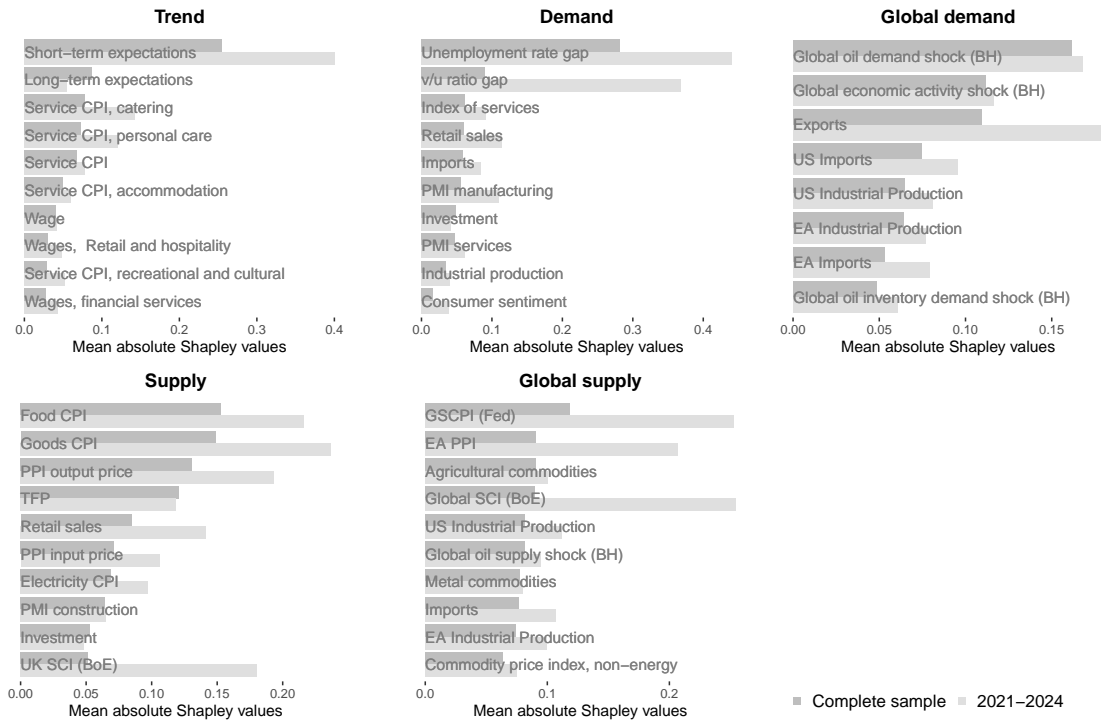 Trend
Short−term expectations
Long−term expectations
Service CPI, catering
Service CPI, personal care
Service CPI
Service CPI, accommodation
Wage
Wages, Retail and hospitality
Service CPI, recreational and cultural
Wages, financial services
0.0 0.1 0.2 0.3 0.4
Mean absolute Shapley values
Demand
Unemployment rate gap
v/u ratio gap
Index of services
Retail sales
Imports
PMI manufacturing
Investment
PMI services
Industrial production
Consumer sentiment
0.0 0.1 0.2 0.3 0.4
Mean absolute Shapley values
Global demand
Global oil demand shock (BH)
Global economic activity shock (BH)
Exports
US Imports
US Industrial Production
EA Industrial Production
EA Imports
Global oil inventory demand shock (BH)
0.00 0.05 0.10 0.15
Mean absolute Shapley values
Supply
Food CPI
Goods CPI
PPI output price
TFP
Retail sales
PPI input price
Electricity CPI
PMI construction
Investment
UK SCI (BoE)
0.00 0.05 0.10 0.15 0.20
Mean absolute Shapley values
Global supply
GSCPI (Fed)
EA PPI
Agricultural commodities
Global SCI (BoE)
US Industrial Production
Global oil supply shock (BH)
Metal commodities
Imports
EA Industrial Production
Commodity price index, non−energy
0.0 0.1 0.2
Mean absolute Shapley values
Complete sample 2021−2024